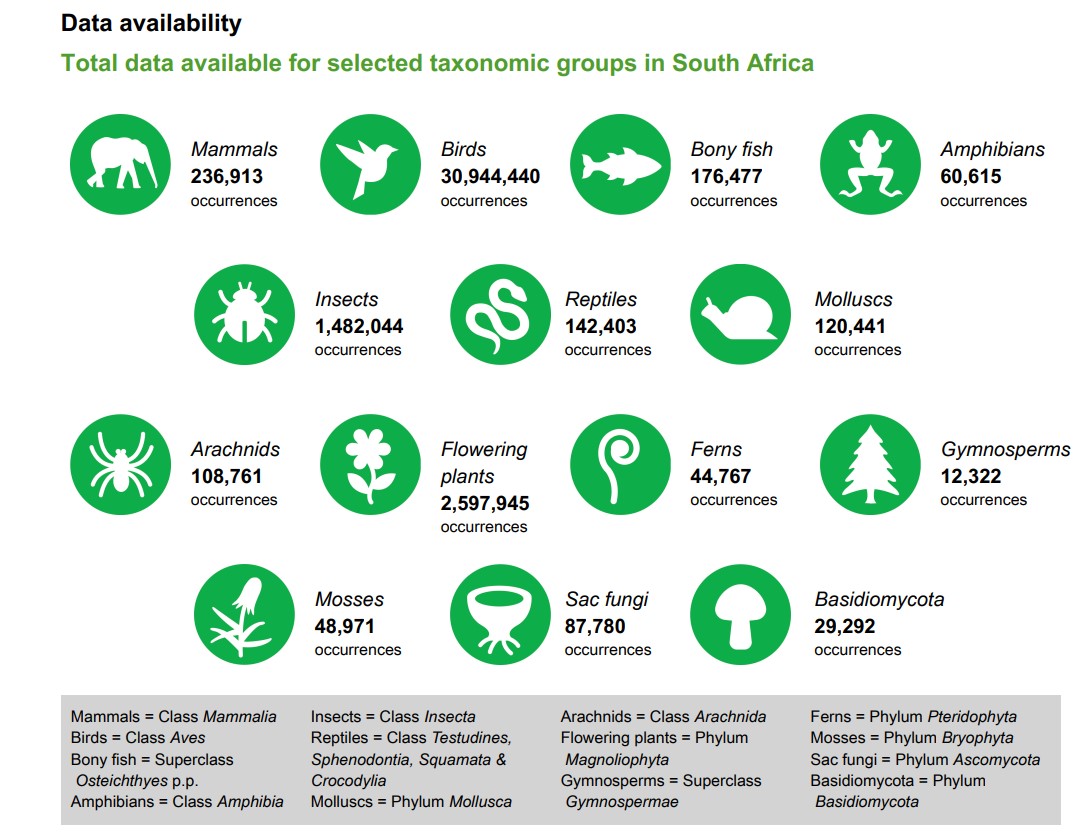 Data availability
Total data available for selected taxonomic groups in South Africa
Mammals
236,913
occurrences
Birds
30,944,440
occurrences
Bony fish
176,477
occurrences
Amphibians
60,615
occurrences
Insects
1,482,044
occurrences
Reptiles
142,403
occurrences
Molluscs
120,441
occurrences
Arachnids
108,761
occurrences
Flowering
plants
2,597,945
occurrences
Ferns
44,767
occurrences
Gymnosperms
12,322
occurrences
Mosses
48,971
occurrences
Sac fungi
87,780
occurrences
Basidiomycota
29,292
occurrences
Mammals = Class Mammalia
Birds = Class Aves
Bony fish = Superclass
Osteichthyes p.p.
Amphibians = Class Amphibia
Insects = Class Insecta
Reptiles = Class Testudines,
Sphenodontia, Squamata &
Crocodylia
Molluscs = Phylum Mollusca
Arachnids = Class Arachnida
Flowering plants = Phylum
Magnoliophyta
Gymnosperms = Superclass
Gymnospermae
Ferns = Phylum Pteridophyta
Mosses = Phylum Bryophyta
Sac fungi = Phylum Ascomycota
Basidiomycota = Phylum
Basidiomycota